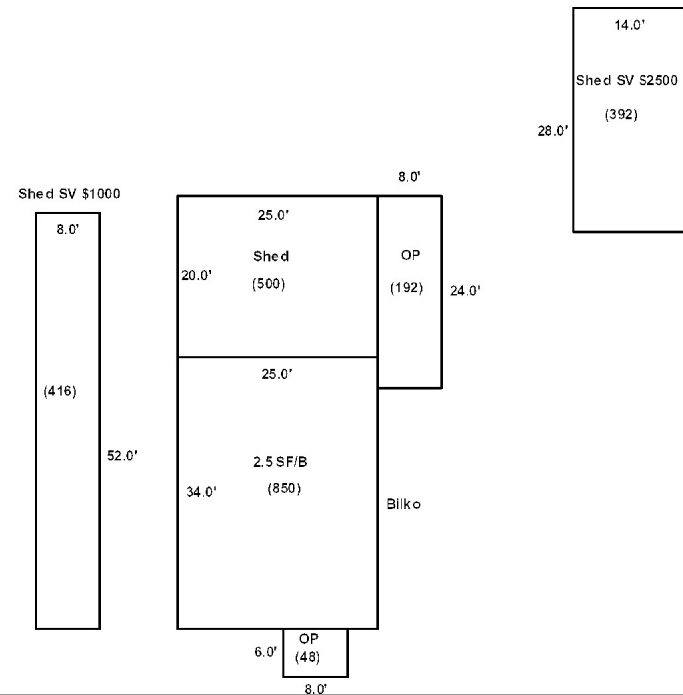 14.0'
Shed SV S2500
(392)
28.0'
8.0'
Shed SV $1000
8.0'
25.0'
Shed
(500)
20.0'
OP
(192)
24.0'
25.0'
(416)
52.0'
2.5 SF/B
(850)
34.0'
Bilko
OP
(48)
6.0'
8.0'